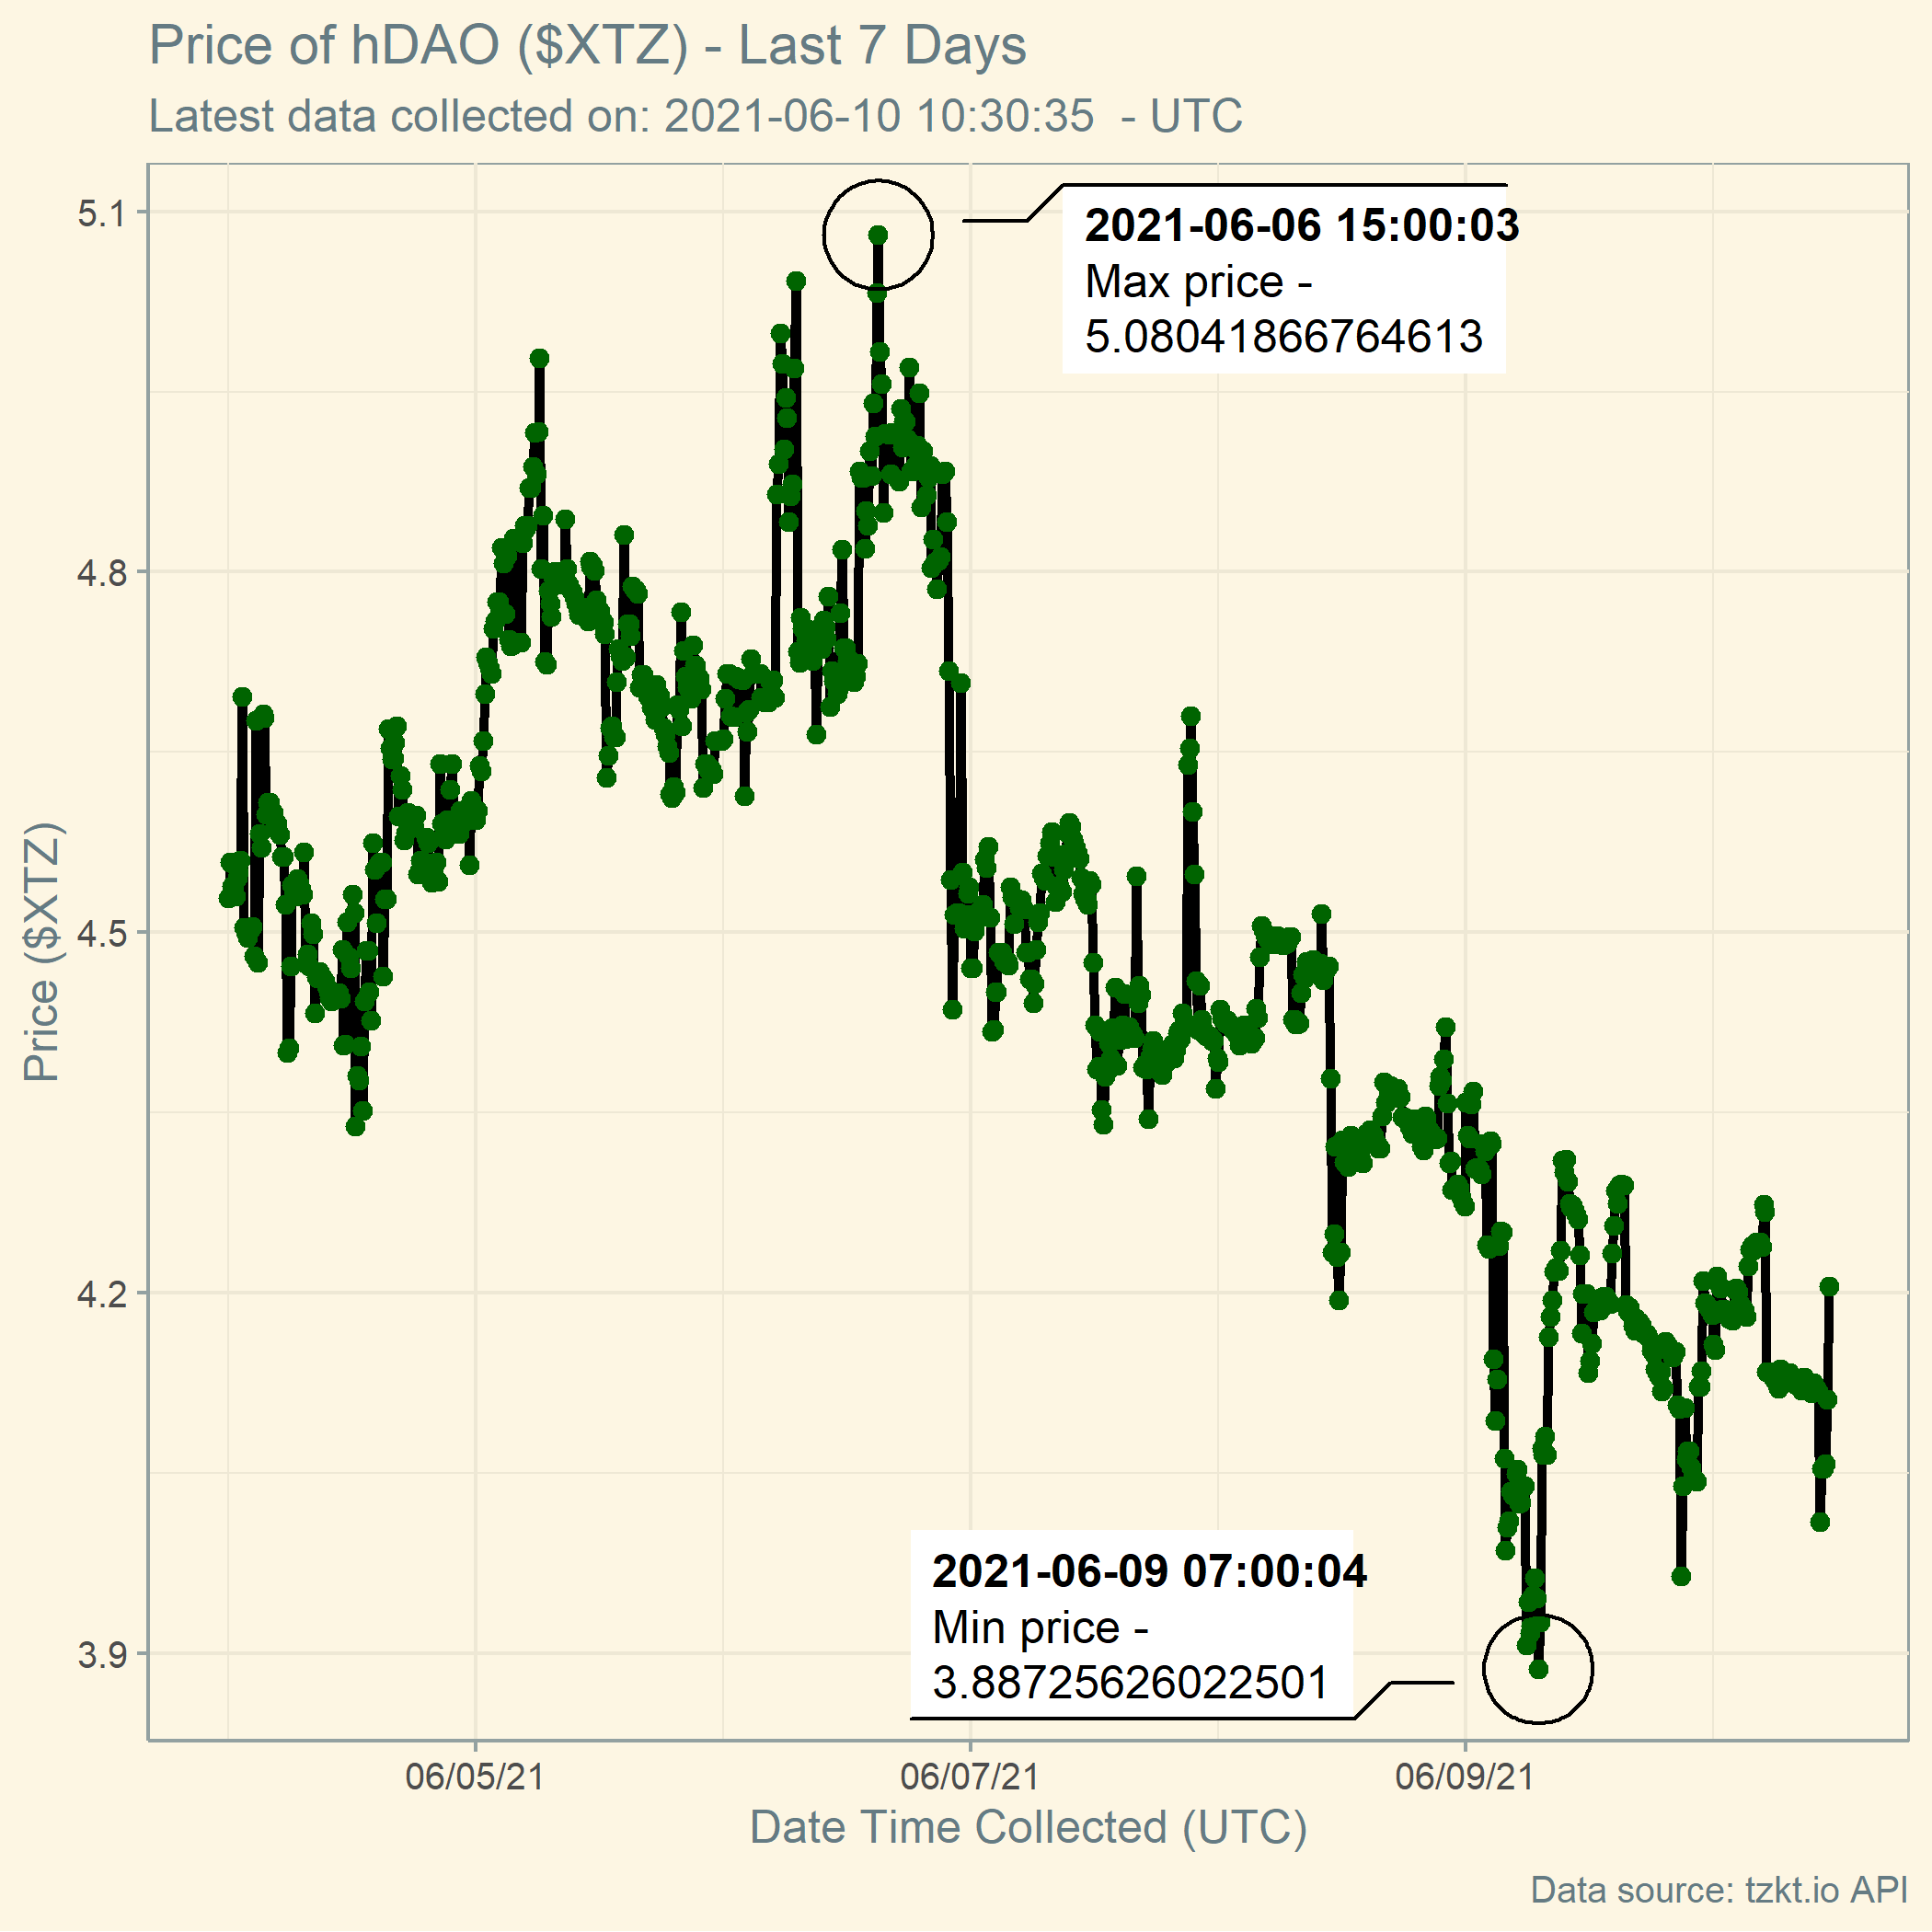 Price of hDAO ($XTZ) - Last 7 Days
Latest data collected on: 2021-06-10 10:30:35  - UTC
5.1
4.8
4.5
4.2
3.9
Price ($XTZ)
2021-06-06 15:00:03
Max price -
5.08041866764613
2021-06-09 07:00:04
Min price -
3.88725626022501
06/05/21
06/07/21
06/09/21
Date Time Collected (UTC)
Data source: tzkt.io API